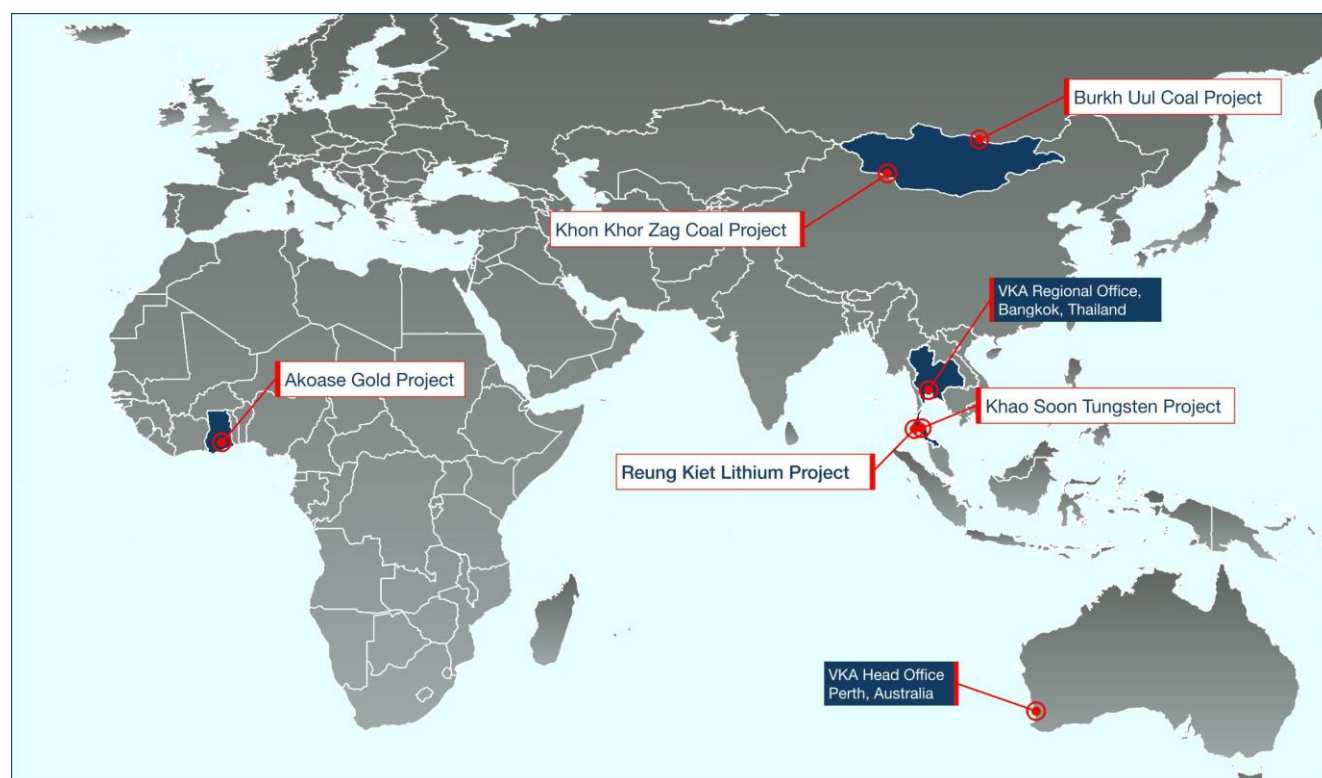 Burkh Uul Coal Project
Khon Khor Zag Coal Project
VKA Regional Office,
Bangkok, Thailand
Akoase Gold Project
Khao Soon Tungsten Project
Reung Kiet Lithium Project
VKA Head Office
Perth, Australia